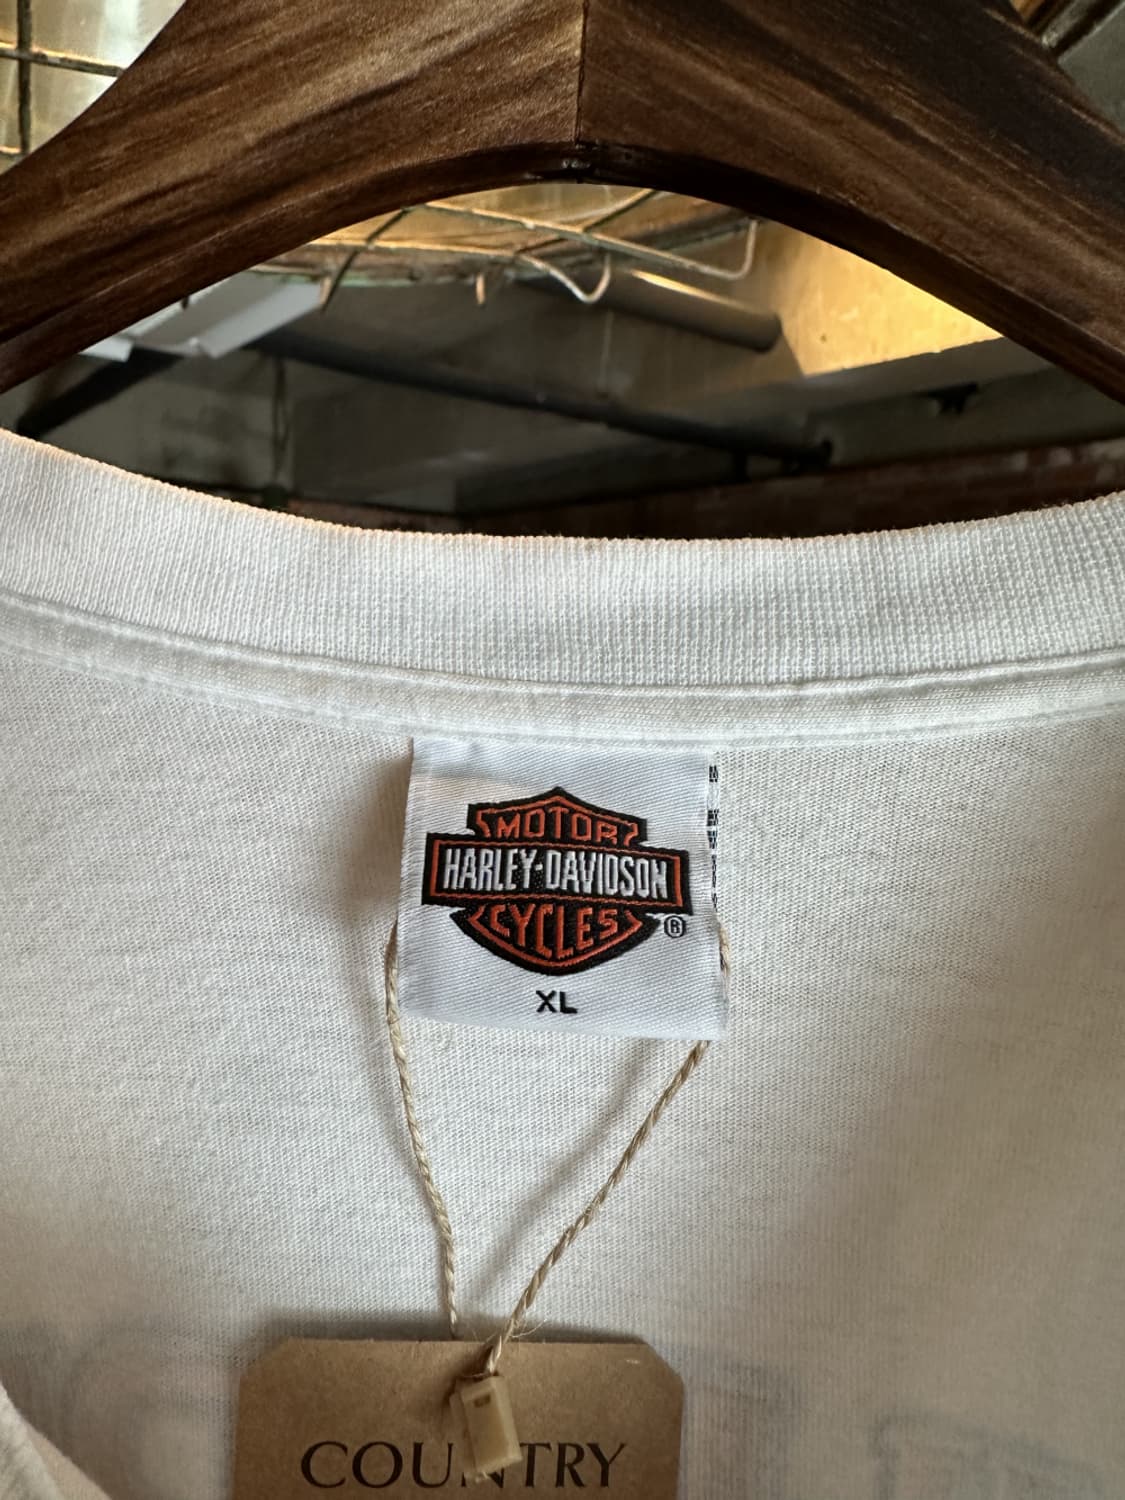 MOTOR
HARLEY-DAVIDSON
CYCLES
®
XL
COUNTRY